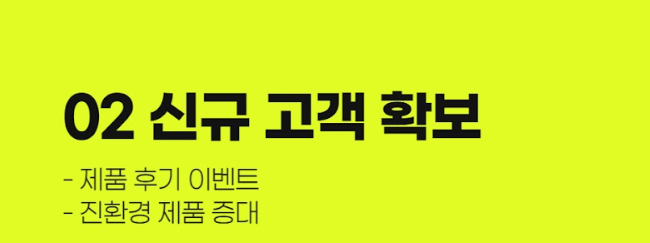 02 신규 고객 확보
- 제품 후기 이벤트
- 진환경 제품 증대